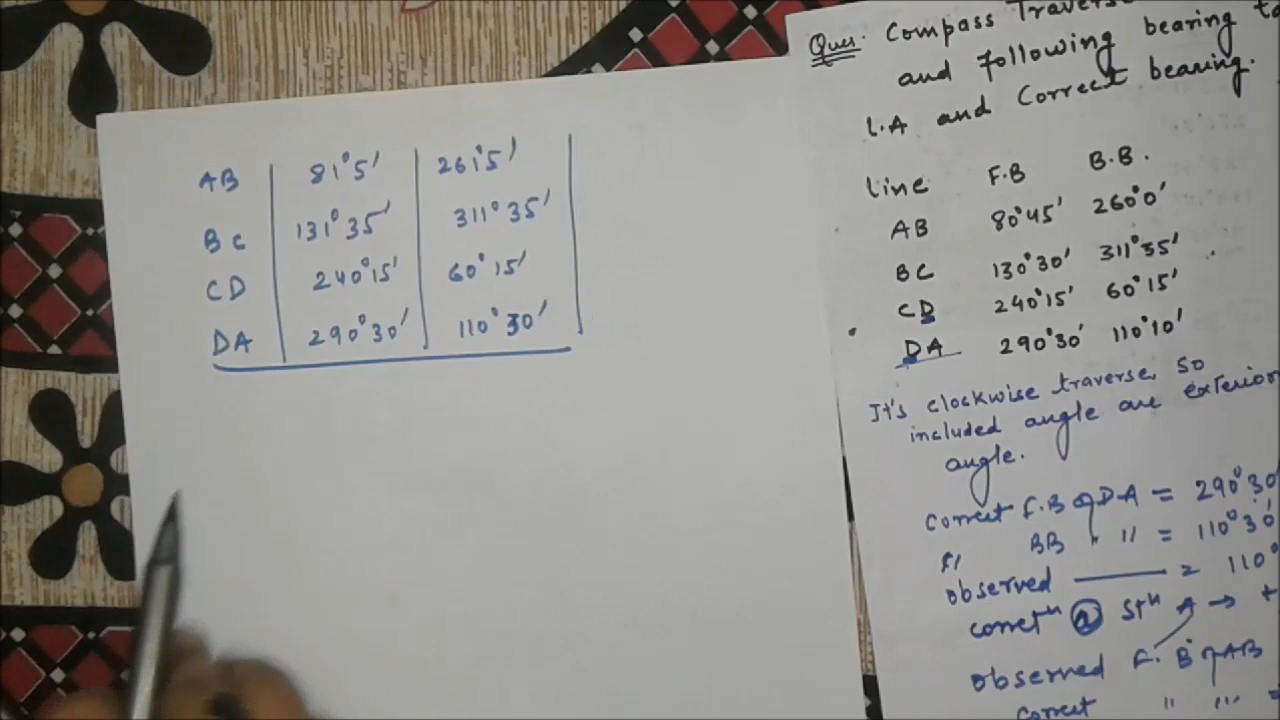 AB 81°5' 261°5'
BC 131°35' 311°35'
CD 240°15' 60°15'
DA 290°30' 110°30'
Ques. Compass Traverse
and following bearing
I.A and Correct bearing.
line F.B B.B.
AB 80°45' 260°0'
BC 130°30' 311°35'
CD 240°15' 60°15'
DA 290°30' 110°10'
It's clockwise traverse, so
included angle are exterior
angle.
correct F.B of DA = 290°30
BB " " = 110°30'
observed = 110°
corretⁿ @ Stⁿ A → +
observed F.B of AB
correct " "